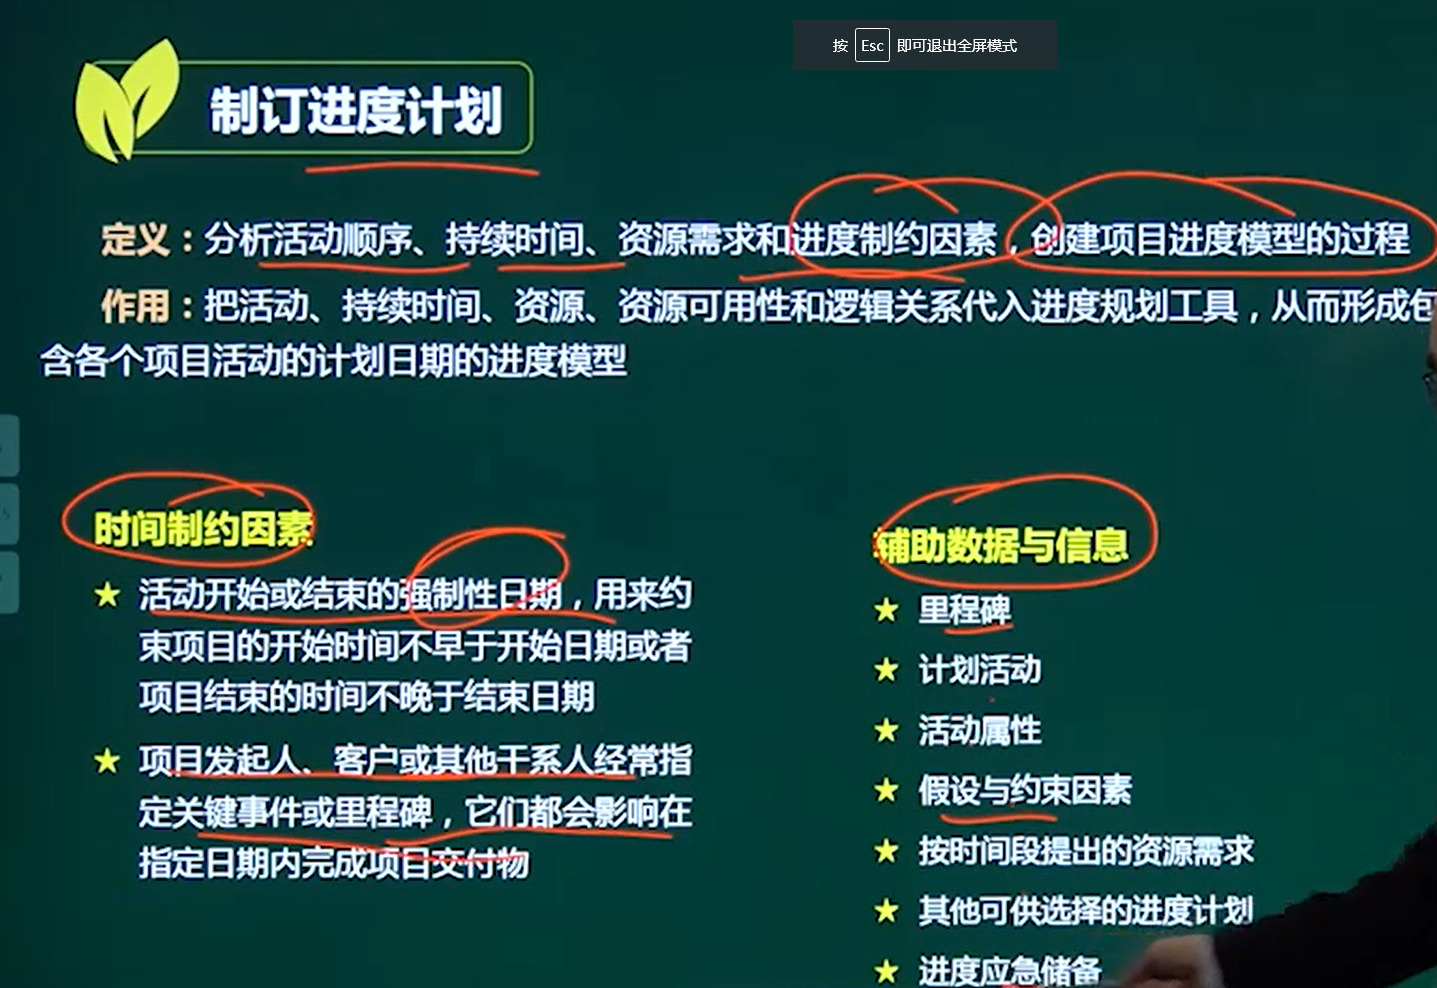 按 Esc 即可退出全屏模式
制订进度计划
定义：分析活动顺序、持续时间、资源需求和进度制约因素，创建项目进度模型的过程
作用：把活动、持续时间、资源、资源可用性和逻辑关系代入进度规划工具，从而形成包
含各个项目活动的计划日期的进度模型
时间制约因素
★ 活动开始或结束的强制性日期，用来约
束项目的开始时间不早于开始日期或者
项目结束的时间不晚于结束日期
★ 项目发起人、客户或其他干系人经常指
定关键事件或里程碑，它们都会影响在
指定日期内完成项目交付物
辅助数据与信息
★ 里程碑
★ 计划活动
★ 活动属性
★ 假设与约束因素
★ 按时间段提出的资源需求
★ 其他可供选择的进度计划
★ 进度应急储备